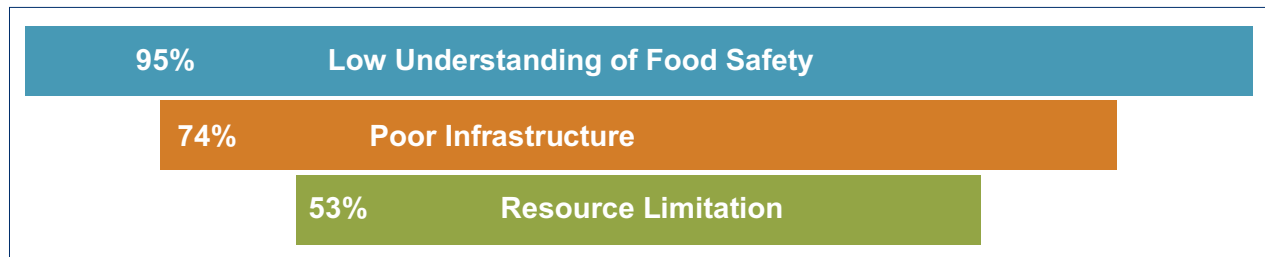 95% Low Understanding of Food Safety
74% Poor Infrastructure
53% Resource Limitation